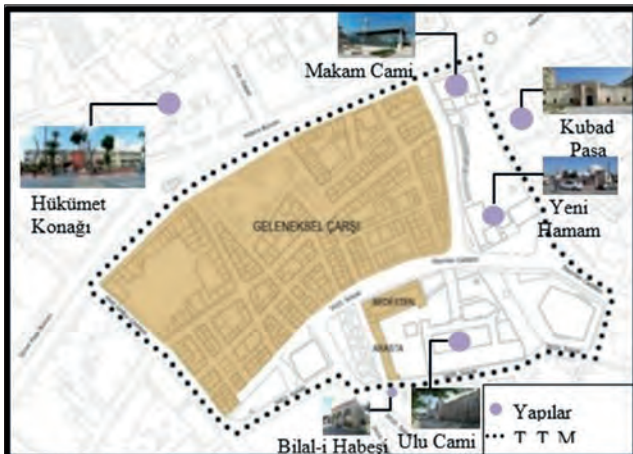 Makam Cami
Kubad
Paşa
Hükümet
Konağı
Yeni
Hamam
GELENEKSEL ÇARŞI
BEDESTEN
ARASTA
Bilal-i Habeşi
Ulu Cami
Yapılar
T T M